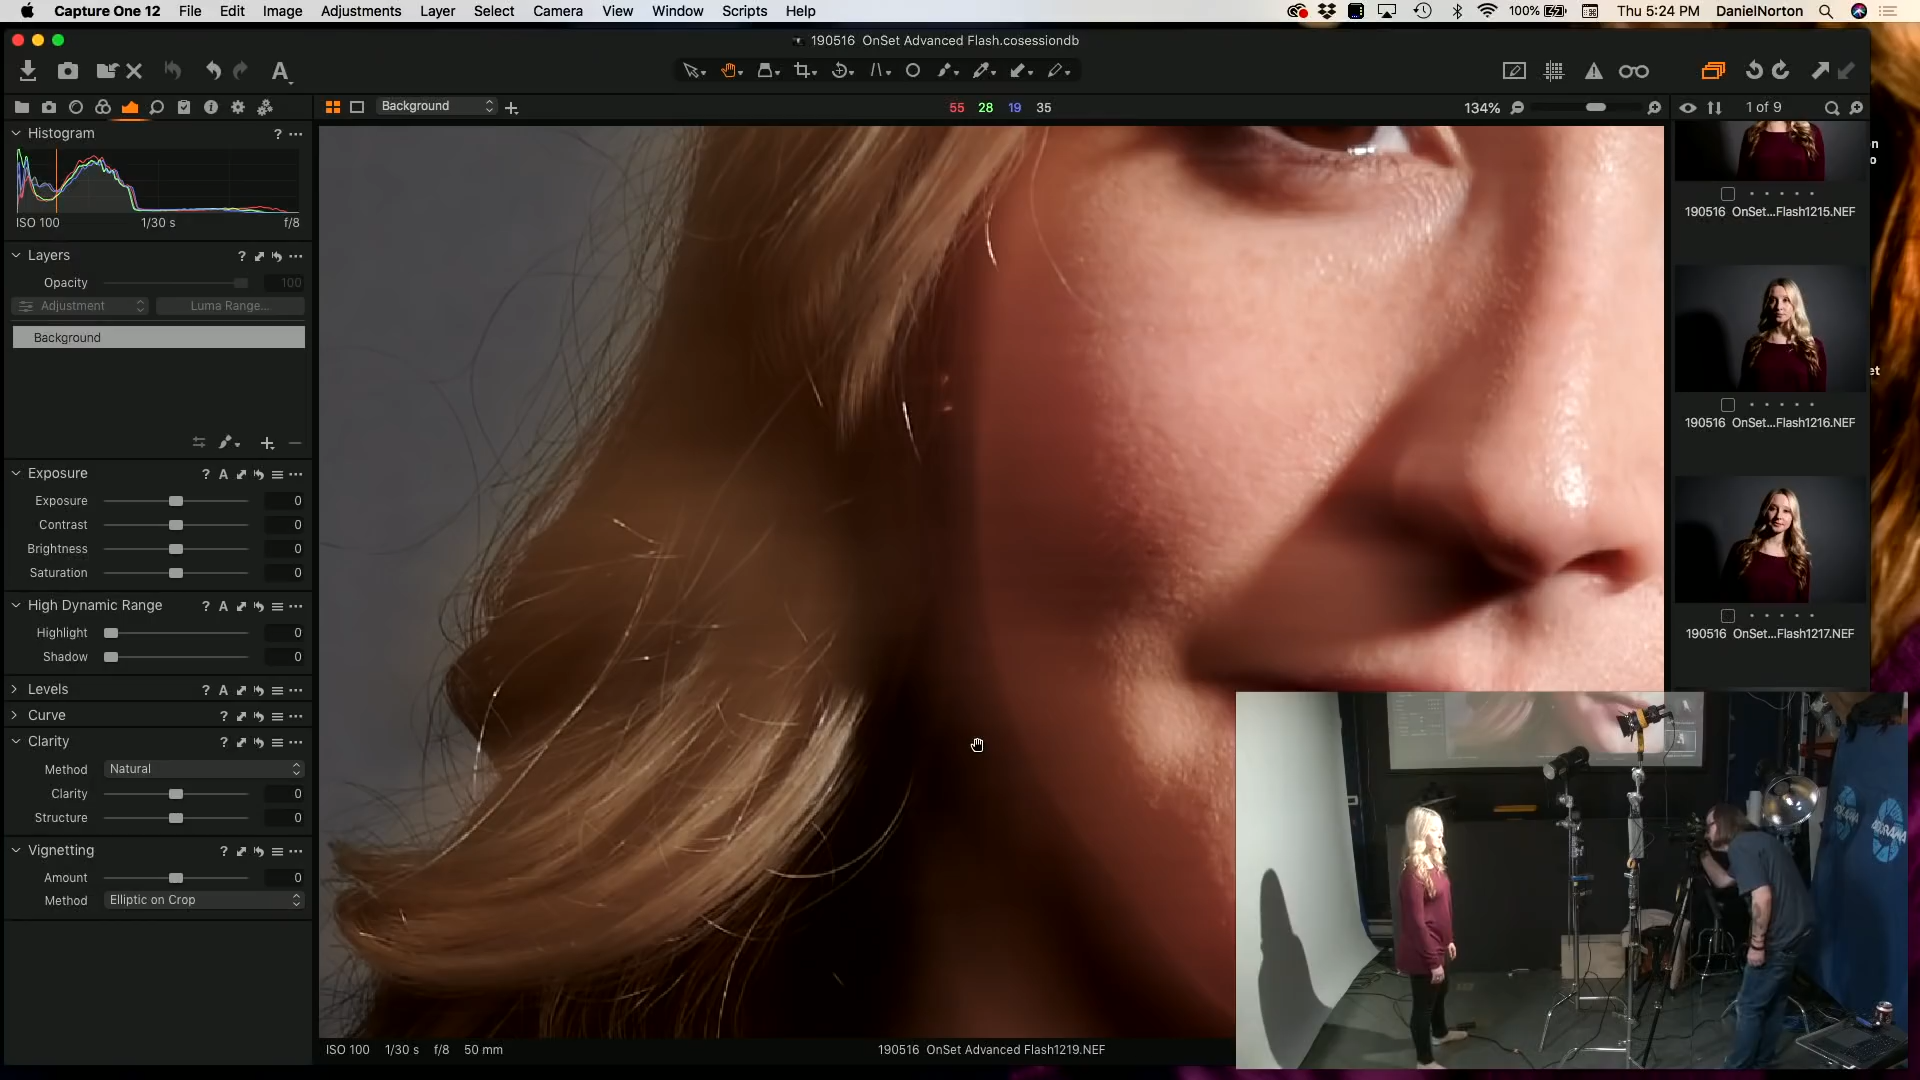 Capture One 12 File Edit Image Adjustments Layer Select Camera View Window Scripts Help 100% Thu 5:24 PM DanielNorton
190516 OnSet Advanced Flash.cosessiondb
Background 55 28 19 35 134% 1 of 9
Histogram ?
ISO 100 1/30 s f/8
Layers ?
Opacity 100
Adjustment Luma Range...
Background
Exposure ? A
Exposure 0
Contrast 0
Brightness 0
Saturation 0
High Dynamic Range ? A
Highlight 0
Shadow 0
Levels ? A
Curve ?
Clarity ?
Method Natural
Clarity 0
Structure 0
Vignetting ?
Amount 0
Method Elliptic on Crop
190516 OnSet...Flash1215.NEF
190516 OnSet...Flash1216.NEF
190516 OnSet...Flash1217.NEF
ISO 100 1/30 s f/8 50 mm 190516 OnSet Advanced Flash1219.NEF